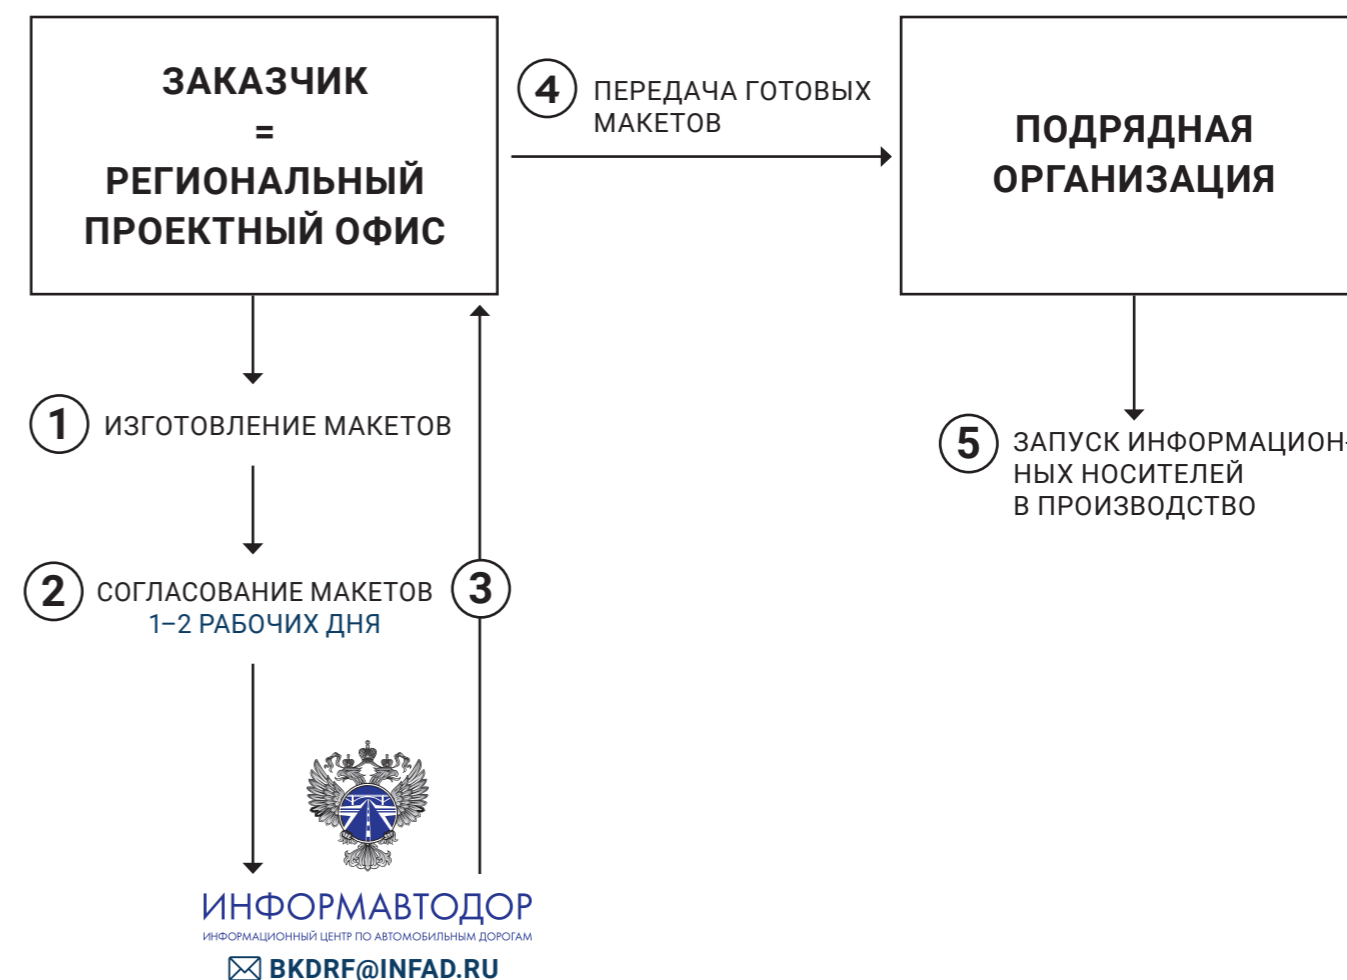 ЗАКАЗЧИК
=
РЕГИОНАЛЬНЫЙ
ПРОЕКТНЫЙ ОФИС
4
ПЕРЕДАЧА ГОТОВЫХ
МАКЕТОВ
ПОДРЯДНАЯ
ОРГАНИЗАЦИЯ
1 ИЗГОТОВЛЕНИЕ МАКЕТОВ
5
ЗАПУСК ИНФОРМАЦИОН-
НЫХ НОСИТЕЛЕЙ
В ПРОИЗВОДСТВО
2 СОГЛАСОВАНИЕ МАКЕТОВ 3
1–2 РАБОЧИХ ДНЯ
ИНФОРМАВТОДОР
ИНФОРМАЦИОННЫЙ ЦЕНТР ПО АВТОМОБИЛЬНЫМ ДОРОГАМ
BKDRF@INFAD.RU